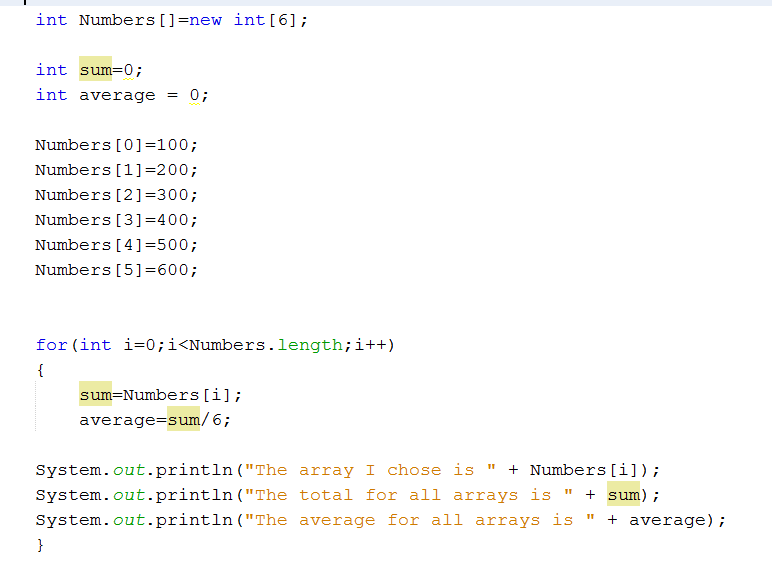 int Numbers[]=new int[6];
int sum=0;
int average = 0;
Numbers[0]=100;
Numbers[1]=200;
Numbers[2]=300;
Numbers[3]=400;
Numbers[4]=500;
Numbers[5]=600;
for(int i=0;i<Numbers.length;i++)
{
sum=Numbers[i];
average=sum/6;
System.out.println("The array I chose is " + Numbers[i]);
System.out.println("The total for all arrays is " + sum);
System.out.println("The average for all arrays is " + average);
}